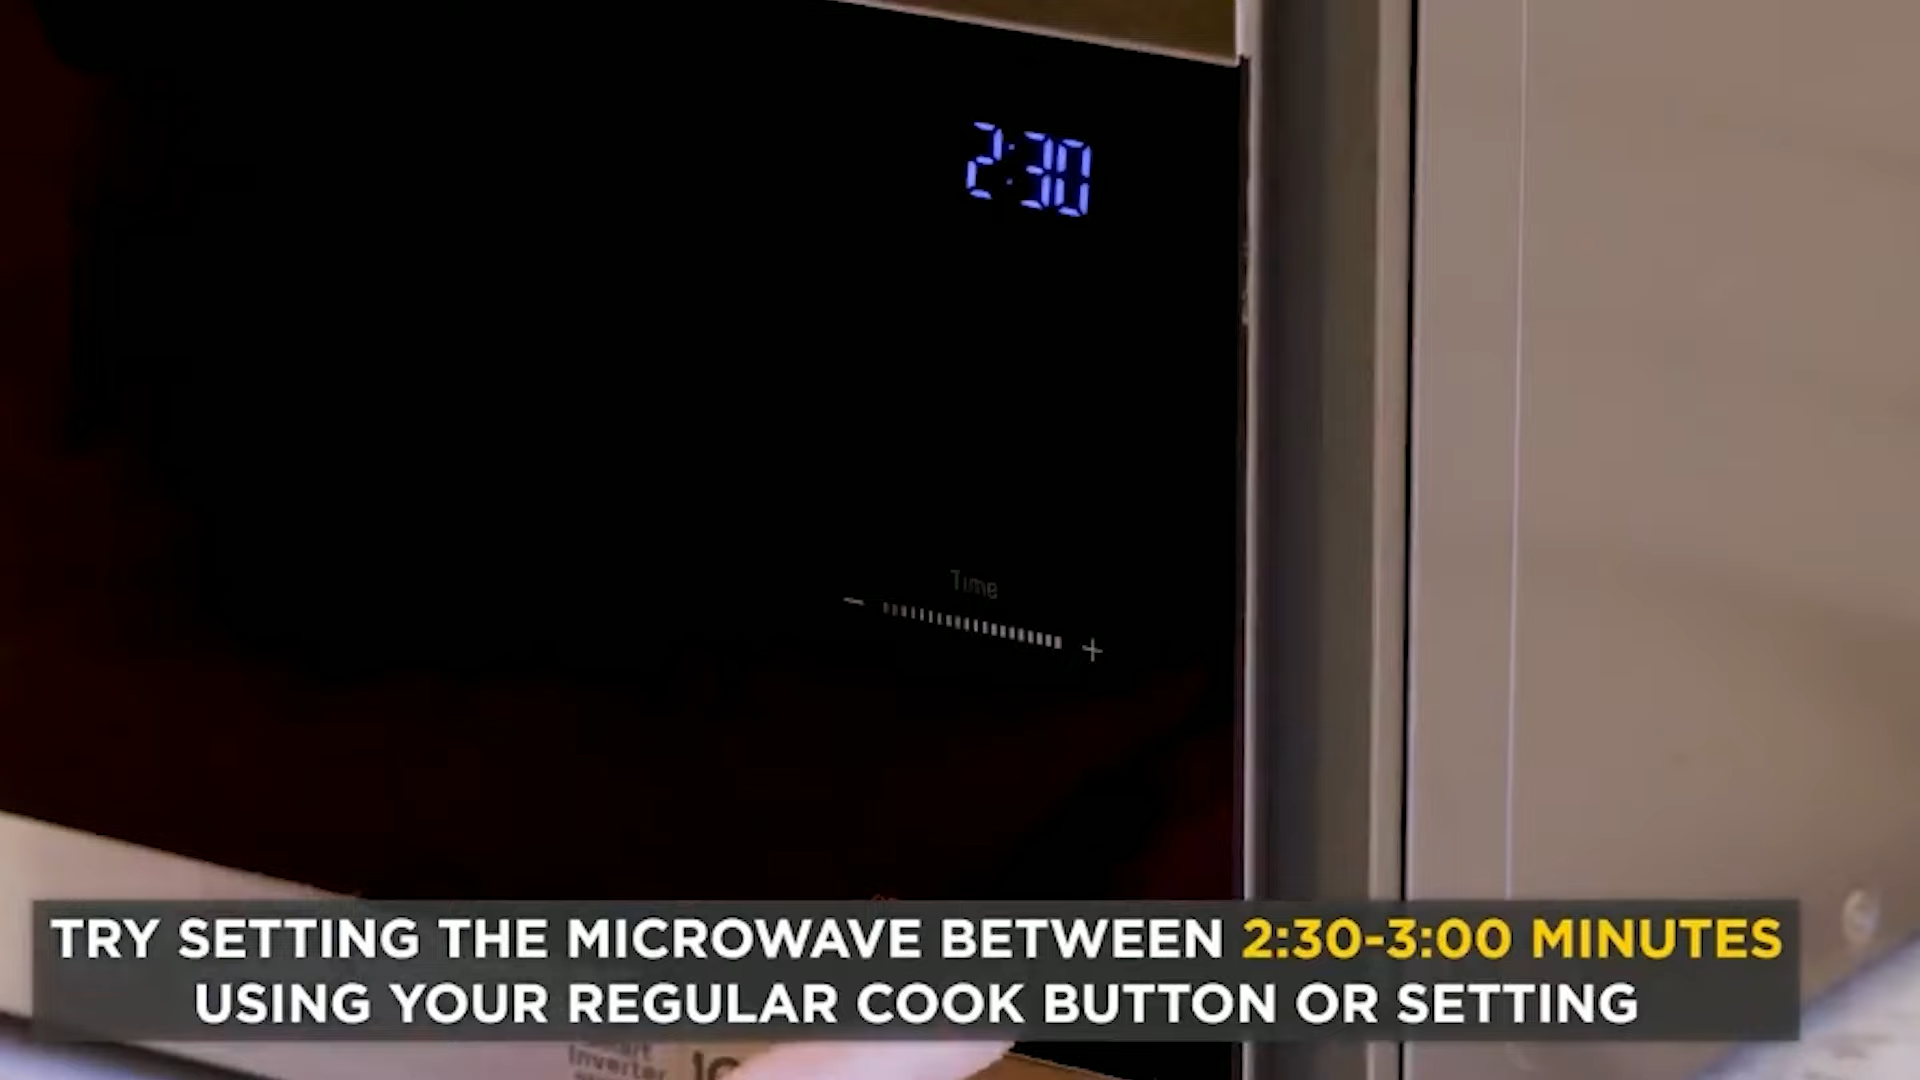 2:30
Time
TRY SETTING THE MICROWAVE BETWEEN 2:30-3:00 MINUTES
USING YOUR REGULAR COOK BUTTON OR SETTING
Inverter